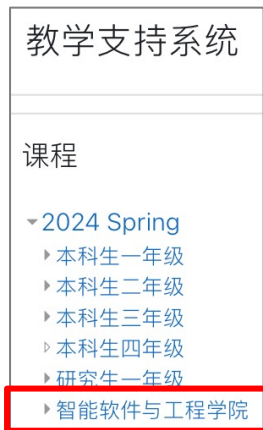 教学支持系统
课程
2024 Spring
本科生一年级
本科生二年级
本科生三年级
本科生四年级
研究生一年级
智能软件与工程学院